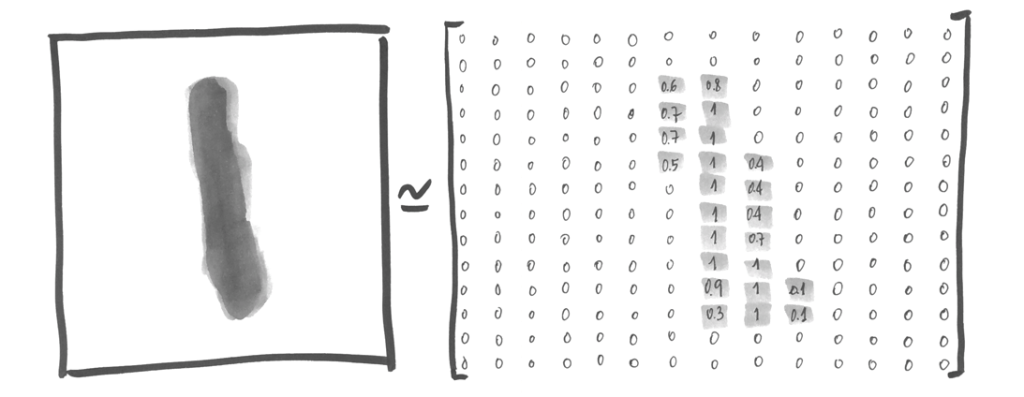 0 0 0 0 0 0 0 0 0 0 0 0 0 0
0 0 0 0 0 0 0 0 0 0 0 0 0 0
0 0 0 0 0 0 0.6 0.8 0 0 0 0 0 0
0 0 0 0 0 0 0.7 1 0 0 0 0 0 0
0 0 0 0 0 0 0.7 1 0 0 0 0 0 0
0 0 0 0 0 0 0.5 1 0.4 0 0 0 0 0
≃ 0 0 0 0 0 0 0 1 0.4 0 0 0 0 0
0 0 0 0 0 0 0 1 0.4 0 0 0 0 0
0 0 0 0 0 0 0 1 0.7 0 0 0 0 0
0 0 0 0 0 0 0 1 1 0 0 0 0 0
0 0 0 0 0 0 0 0.9 1 0.1 0 0 0 0
0 0 0 0 0 0 0 0.3 1 0.1 0 0 0 0
0 0 0 0 0 0 0 0 0 0 0 0 0 0
0 0 0 0 0 0 0 0 0 0 0 0 0 0